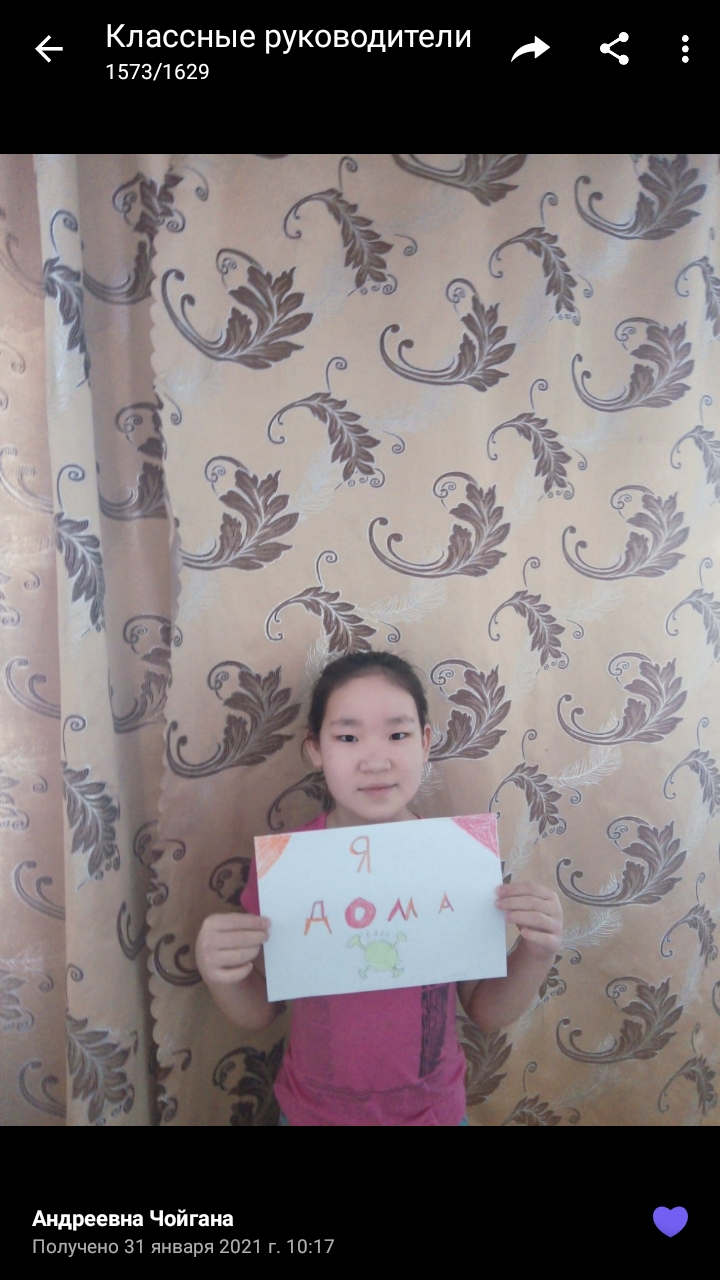 Классные руководители
1573/1629
Я
ДОМА
Андреевна Чойгана
Получено 31 января 2021 г. 10:17